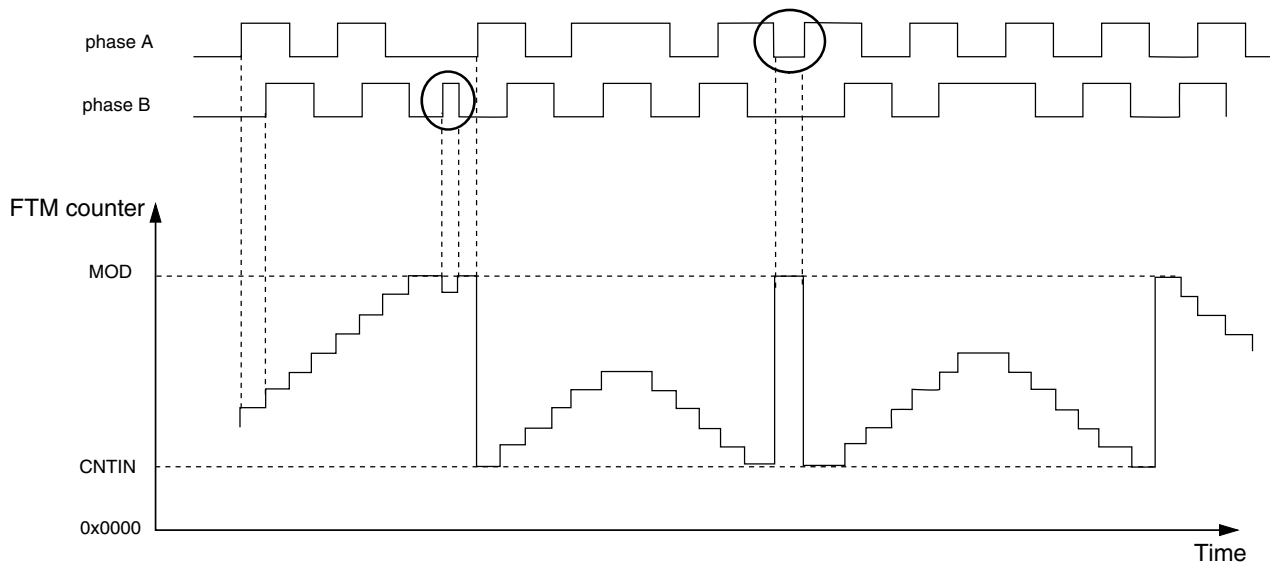 phase A
phase B
FTM counter
MOD
CNTIN
0x0000
Time